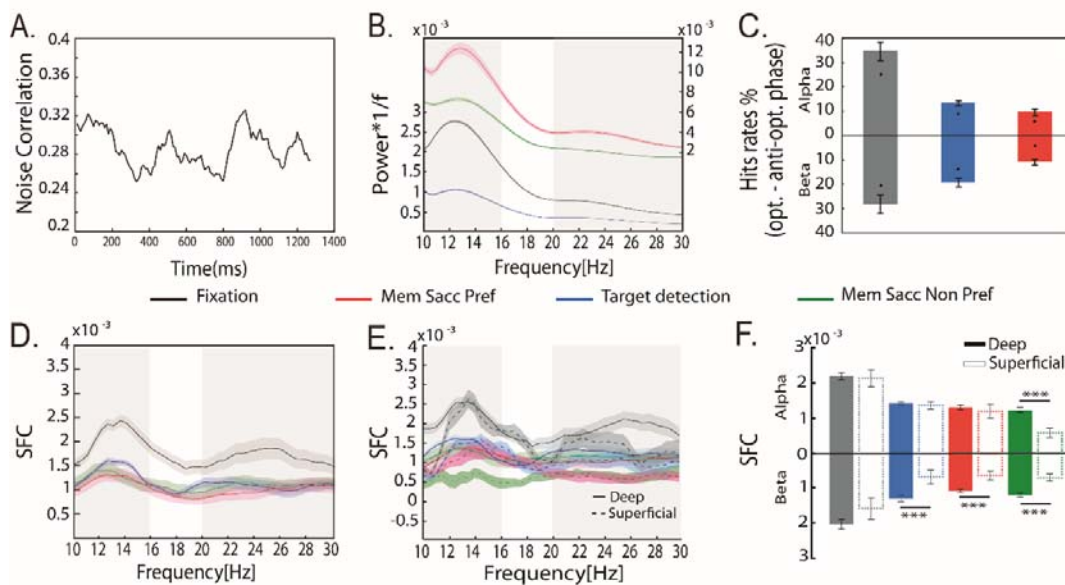 A.
0.4
0.36
0.32
0.28
0.24
0.2
Noise Correlation
0 200 400 600 800 1000 1200 1400
Time(ms)
B.
x10 -3
x10 -3
3
2.5
2
1.5
1
0.5
12
10
8
6
4
2
Power*1/f
10 12 14 16 18 20 22 24 26 28 30
Frequency[Hz]
C.
Hits rates %
(opt. - anti-opt. phase)
Alpha
Beta
40
30
20
10
0
10
20
30
40
Fixation
Mem Sacc Pref
Target detection
Mem Sacc Non Pref
D.
x10 -3
4
3.5
3
2.5
2
1.5
1
0.5
0
SFC
10 12 14 16 18 20 22 24 26 28 30
Frequency[Hz]
E.
x10 -3
4
3.5
3
2.5
2
1.5
1
0.5
0
-0.5
SFC
Deep
Superficial
10 12 14 16 18 20 22 24 26 28 30
Frequency[Hz]
F.
x10 -3
3
2
1
0
1
2
3
SFC
Alpha
Beta
Deep
Superficial
***
***
***
***